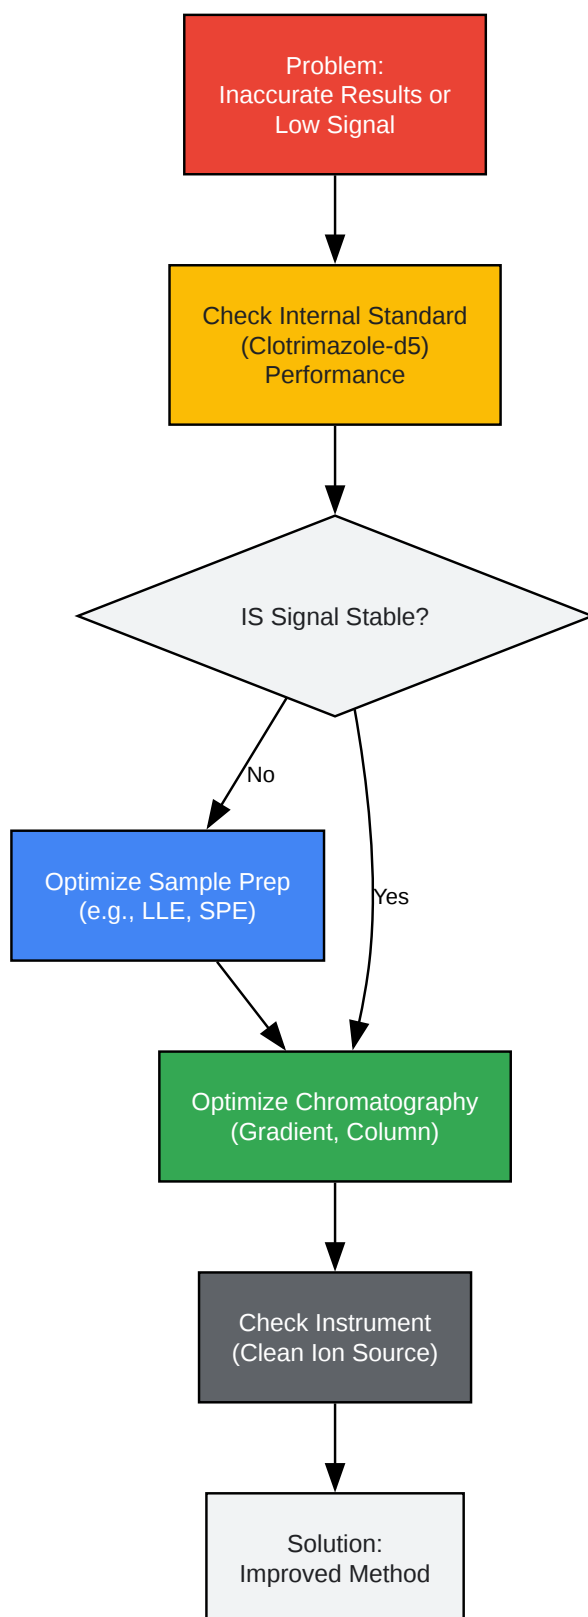 Problem:
Inaccurate Results or
Low Signal
Check Internal Standard
(Clotrimazole-d5)
Performance
IS Signal Stable?
No
Optimize Sample Prep
(e.g., LLE, SPE)
Yes
Optimize Chromatography
(Gradient, Column)
Check Instrument
(Clean Ion Source)
Solution:
Improved Method